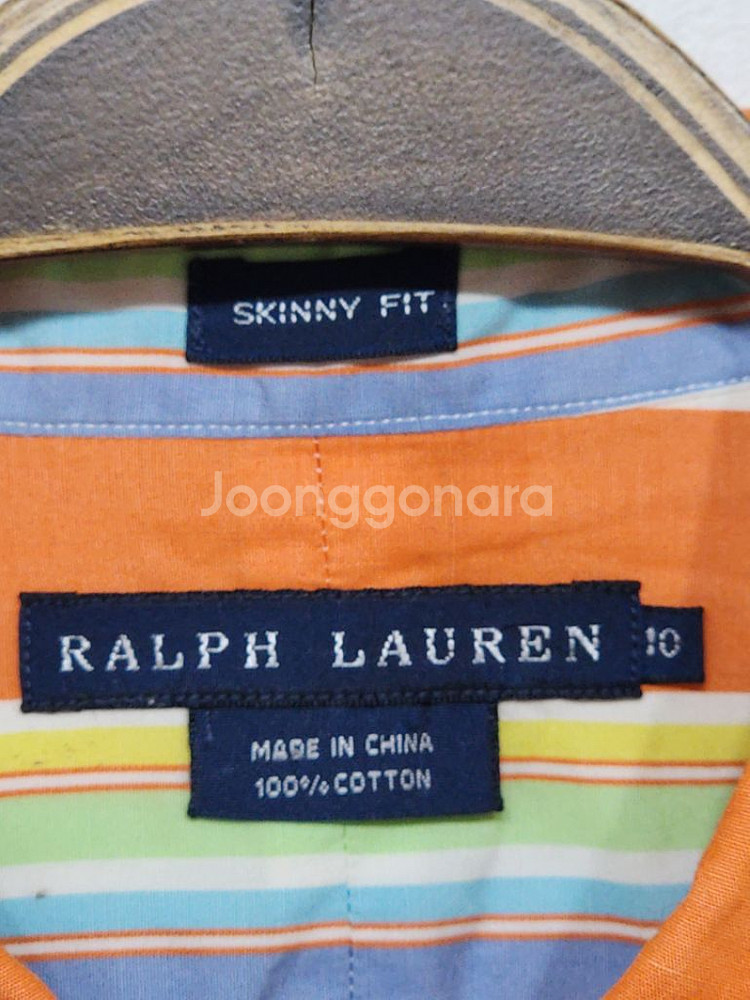 SKINNY FIT
Joonggonara
RALPH LAUREN 10
MADE IN CHINA
100% COTTON